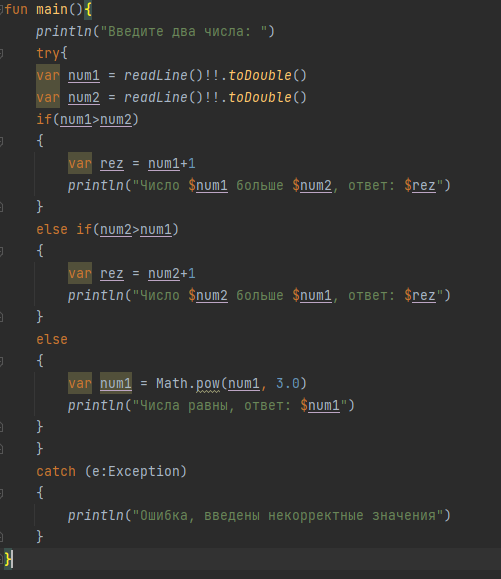 fun main(){
    println("Введите два числа: ")
    try{
    var num1 = readLine()!!.toDouble()
    var num2 = readLine()!!.toDouble()
    if(num1>num2)
    {
        var rez = num1+1
        println("Число $num1 больше $num2, ответ: $rez")
    }
    else if(num2>num1)
    {
        var rez = num2+1
        println("Число $num2 больше $num1, ответ: $rez")
    }
    else
    {
        var num1 = Math.pow(num1, 3.0)
        println("Числа равны, ответ: $num1")
    }
    }
    catch (e:Exception)
    {
        println("Ошибка, введены некорректные значения")
    }
}